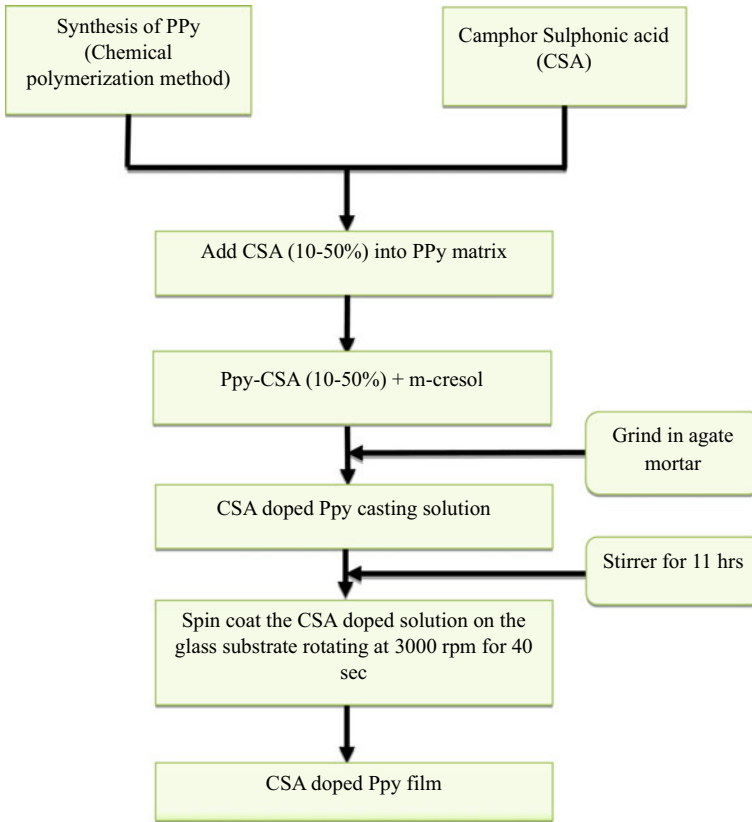 Synthesis of PPy
(Chemical
polymerization method)
Camphor Sulphonic acid
(CSA)
Add CSA (10-50%) into PPy matrix
Ppy-CSA (10-50%) + m-cresol
Grind in agate
mortar
CSA doped Ppy casting solution
Stirrer for 11 hrs
Spin coat the CSA doped solution on the
glass substrate rotating at 3000 rpm for 40
sec
CSA doped Ppy film